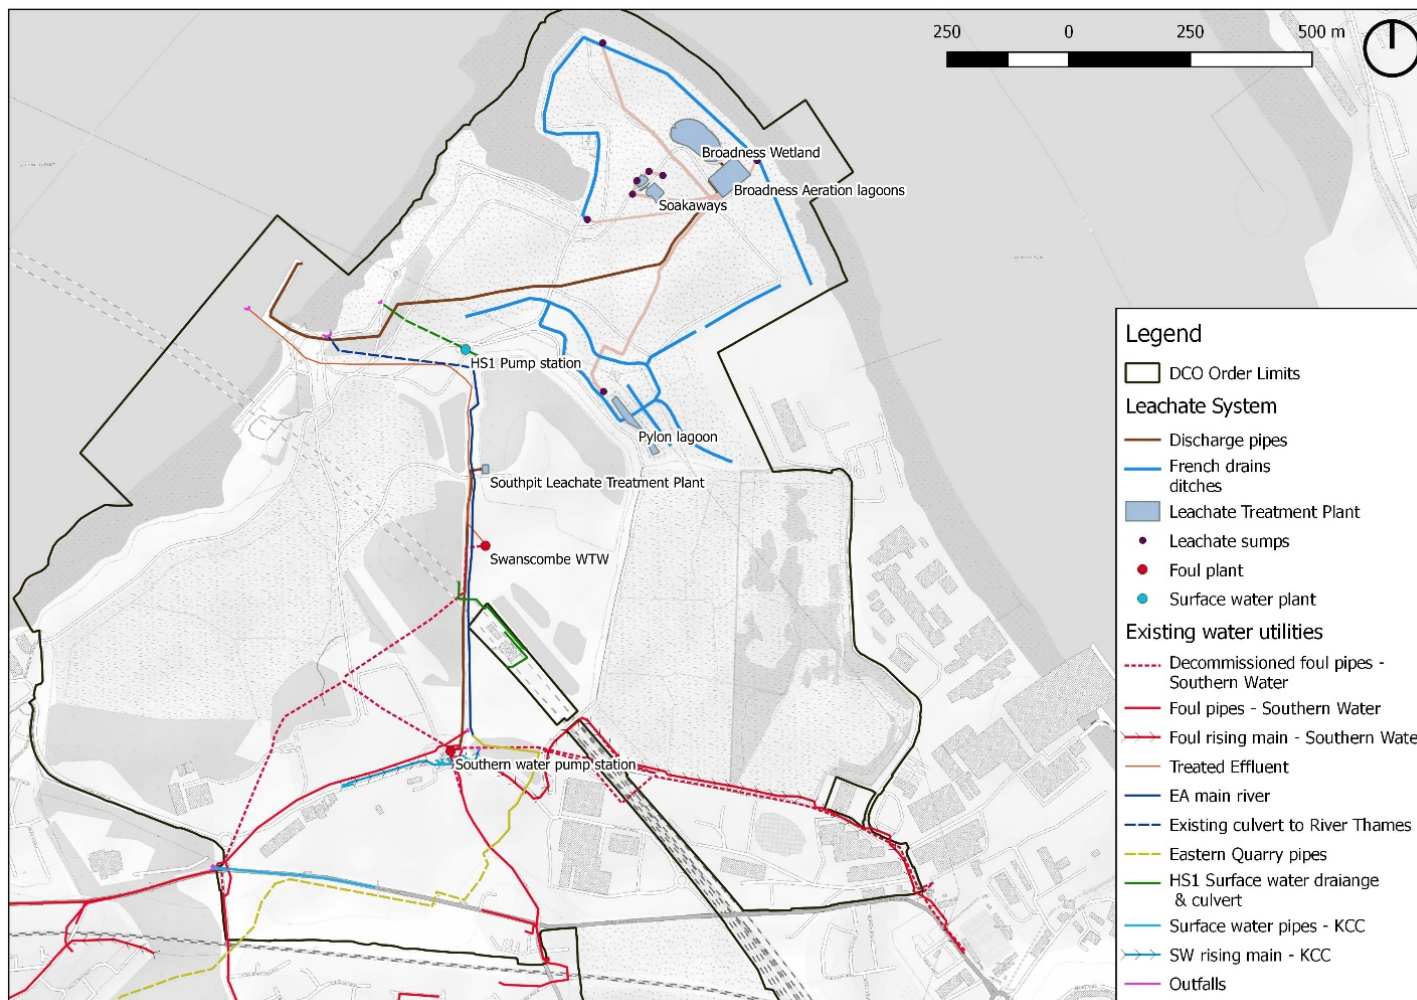 250 0 250 500 m
Broadness Wetland
Broadness Aeration lagoons
Soakaways
HS1 Pump station
Pylon lagoon
Southpit Leachate Treatment Plant
Swanscombe WTW
Southern water pump station
Legend
DCO Order Limits
Leachate System
Discharge pipes
French drains
ditches
Leachate Treatment Plant
Leachate sumps
Foul plant
Surface water plant
Existing water utilities
Decommissioned foul pipes -
Southern Water
Foul pipes - Southern Water
Foul rising main - Southern Wate
Treated Effluent
EA main river
Existing culvert to River Thames
Eastern Quarry pipes
HS1 Surface water draiange
& culvert
Surface water pipes - KCC
SW rising main - KCC
Outfalls